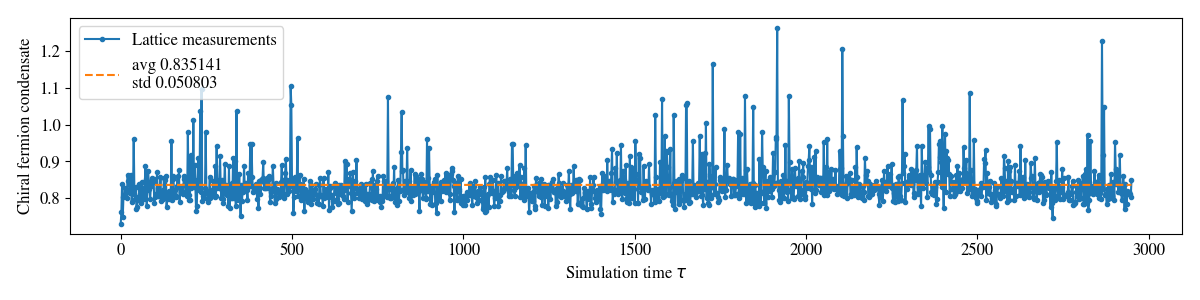 Chiral fermion condensate
1.2
1.1
1.0
0.9
0.8
Lattice measurements
avg 0.835141
std 0.050803
0
500
1000
1500
2000
2500
3000
Simulation time τ